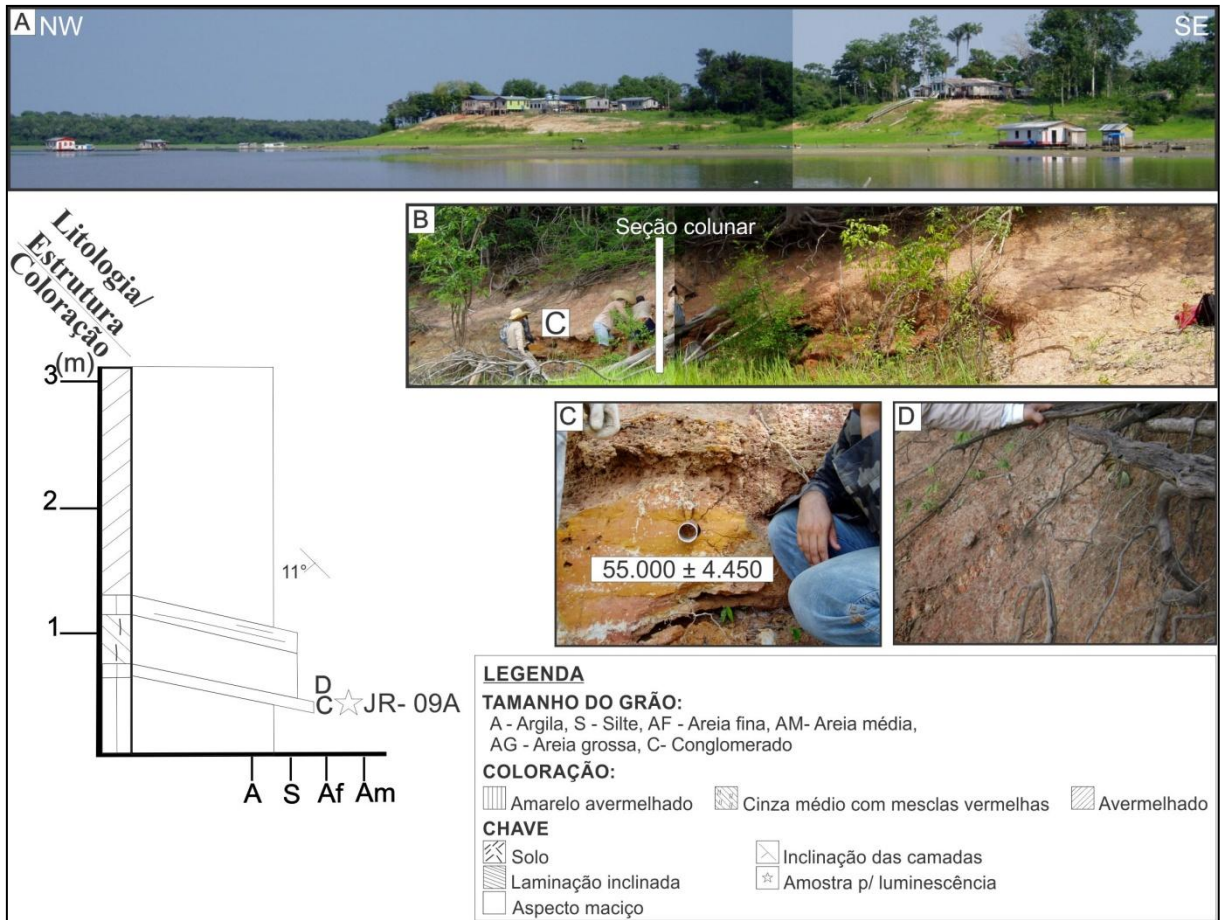 A NW
SE
B
Seção colunar
C
Litologia/
Estrutura
Coloração
(m)
3
2
1
11°
D
C ☆ JR- 09A
A S Af Am
C
55.000 ± 4.450
D
LEGENDA
TAMANHO DO GRÃO:
A - Argila, S - Silte, AF - Areia fina, AM- Areia média,
AG - Areia grossa, C- Conglomerado
COLORAÇÃO:
Amarelo avermelhado Cinza médio com mesclas vermelhas Avermelhado
CHAVE
Solo Inclinação das camadas
Laminação inclinada Amostra p/ luminescência
Aspecto maciço